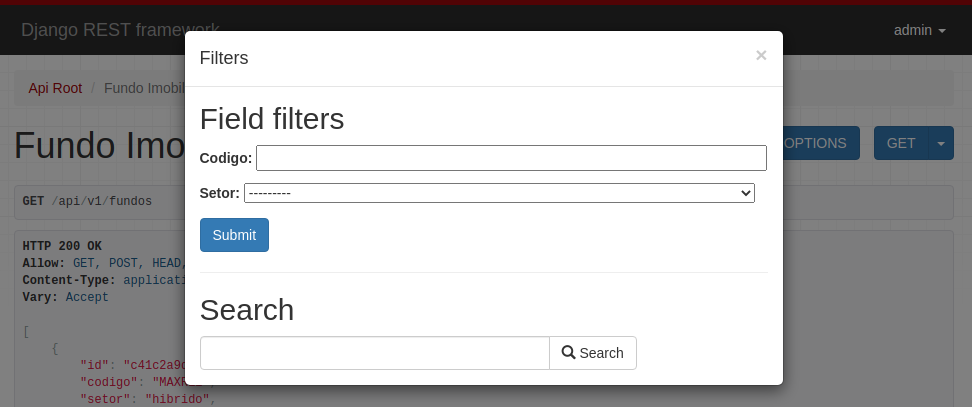 Django REST framework
admin
Filters
×
Api Root / Fundo Imobil
Field filters
Fundo Imo
OPTIONS
GET
Codigo:
Setor: ---------
GET /api/v1/fundos
Submit
HTTP 200 OK
Allow: GET, POST, HEAD,
Content-Type: applicati
Vary: Accept
Search
Search
[
{
"id": "c41c2a9
"codigo": "MAXR
"setor": "hibrido",